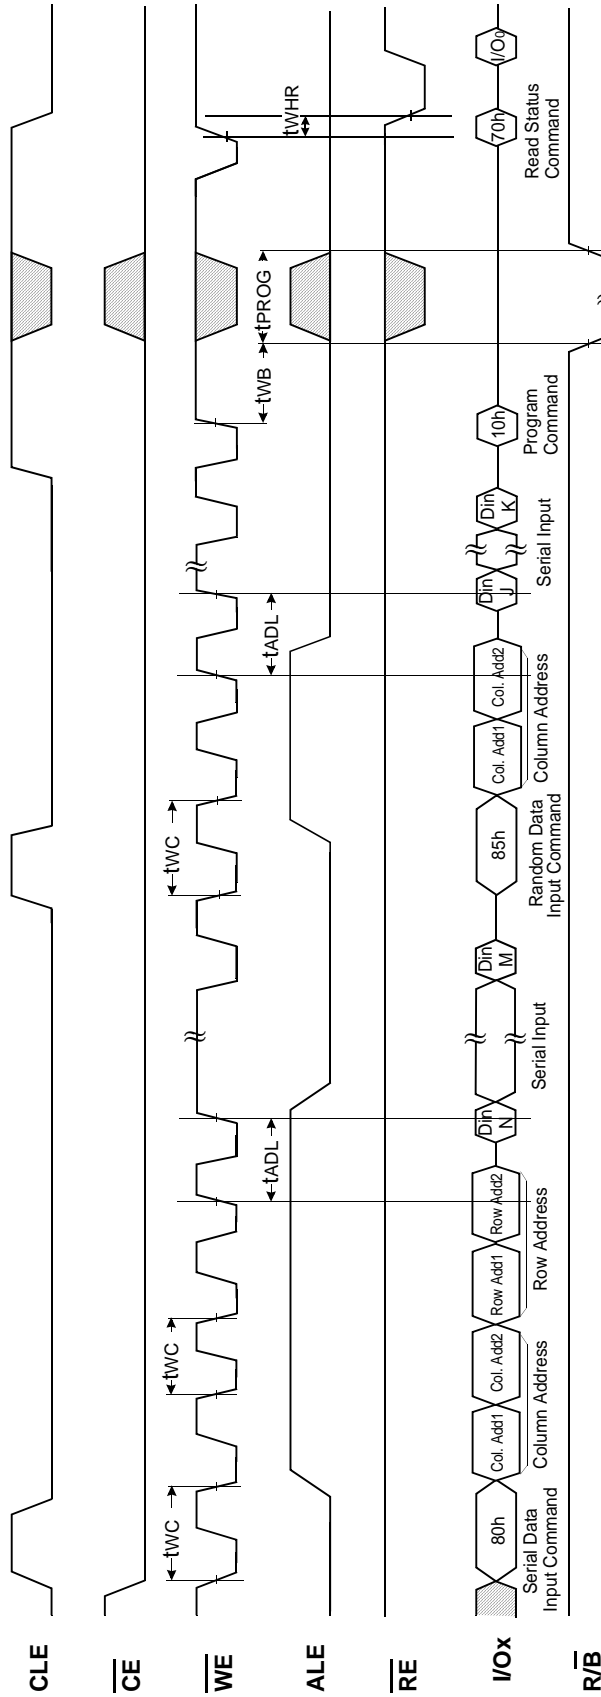 CLE
CE
WE
tWC
tWC
tWC
tADL
tADL
tWB
tPROG
tWHR
ALE
RE
I/Ox
80h
Col. Add1
Col. Add2
Row Add1
Row Add2
Din
N
Din
M
85h
Col. Add1
Col. Add2
Din
J
Din
K
10h
70h
I/O0
Serial Data
Input Command
Column Address
Row Address
Serial Input
Random Data
Input Command
Column Address
Serial Input
Program
Command
Read Status
Command
R/B